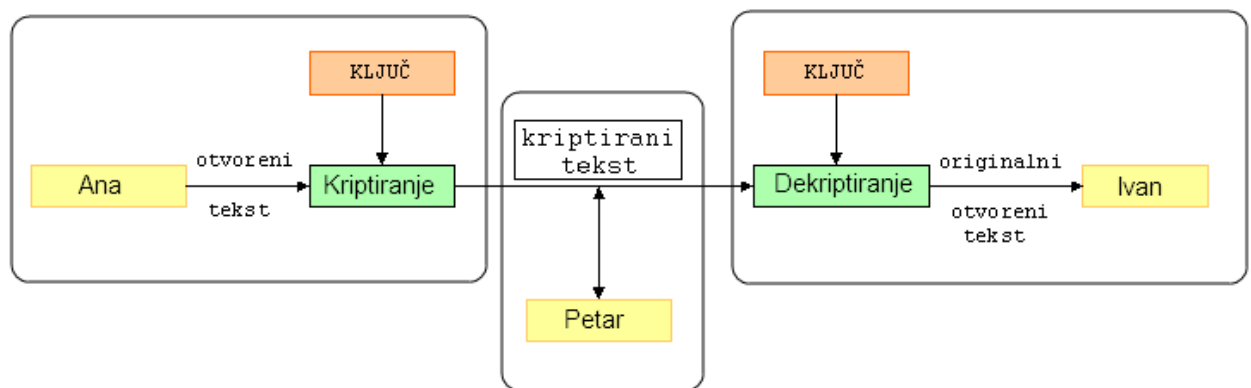 KLJUČ
otvoreni
Ana
Kriptiranje
tekst
kriptirani
tekst
Petar
KLJUČ
Dekriptiranje
originalni
Ivan
otvoreni
tekst